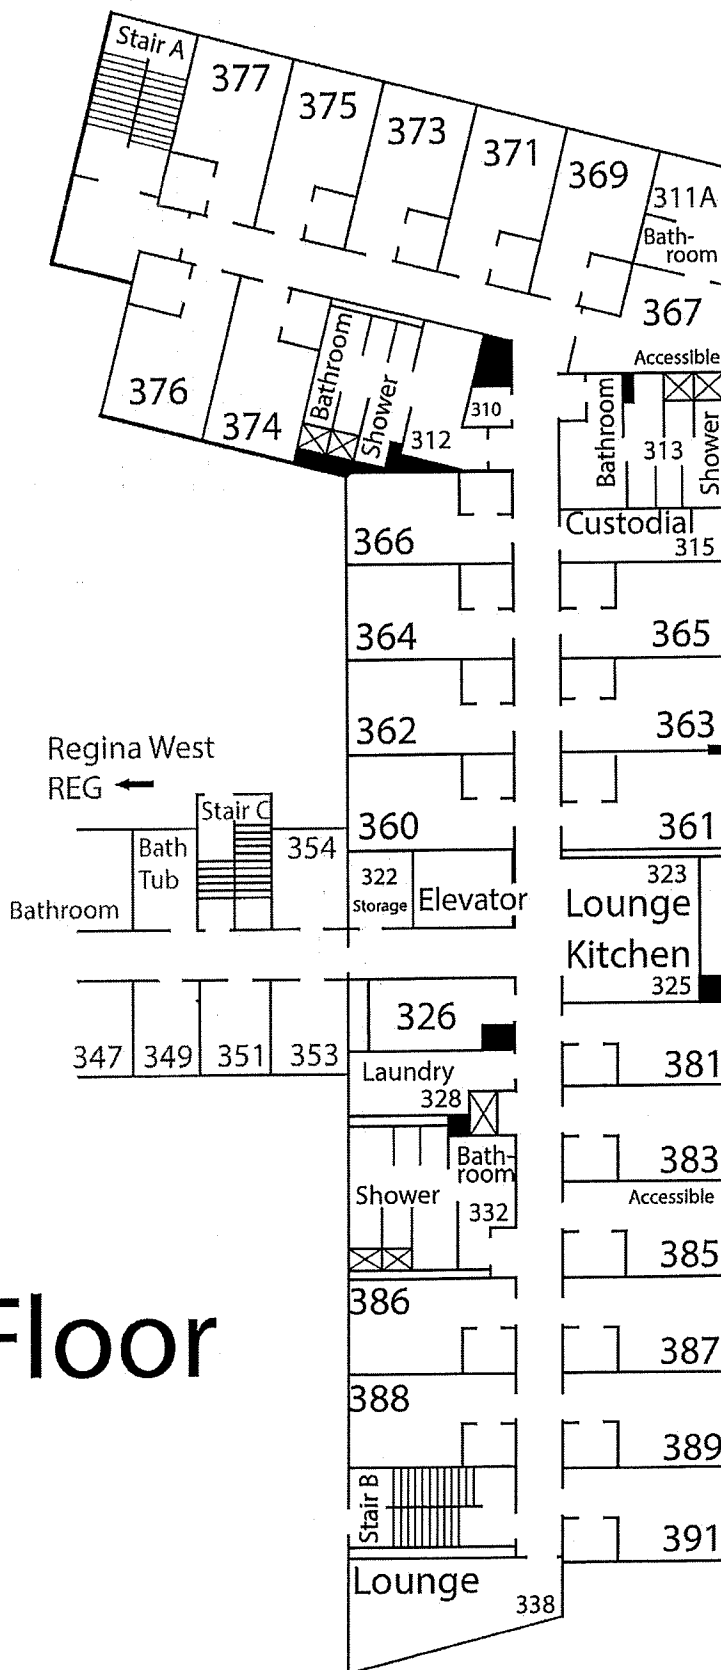 Stair A
377
375
373
371
369
311A
Bath-
room
367
Accessible
376
374
Bathroom
Shower
312
310
Bathroom
313
Shower
Custodial
315
366
364
365
362
363
Regina West
REG
360
361
Stair C
Bath
Tub
354
Bathroom
322
Storage
Elevator
323
Lounge
Kitchen
325
347
349
351
353
326
Laundry
328
381
Bath-
room
Shower
332
383
Accessible
385
Floor
386
387
388
389
Stair B
391
Lounge
338